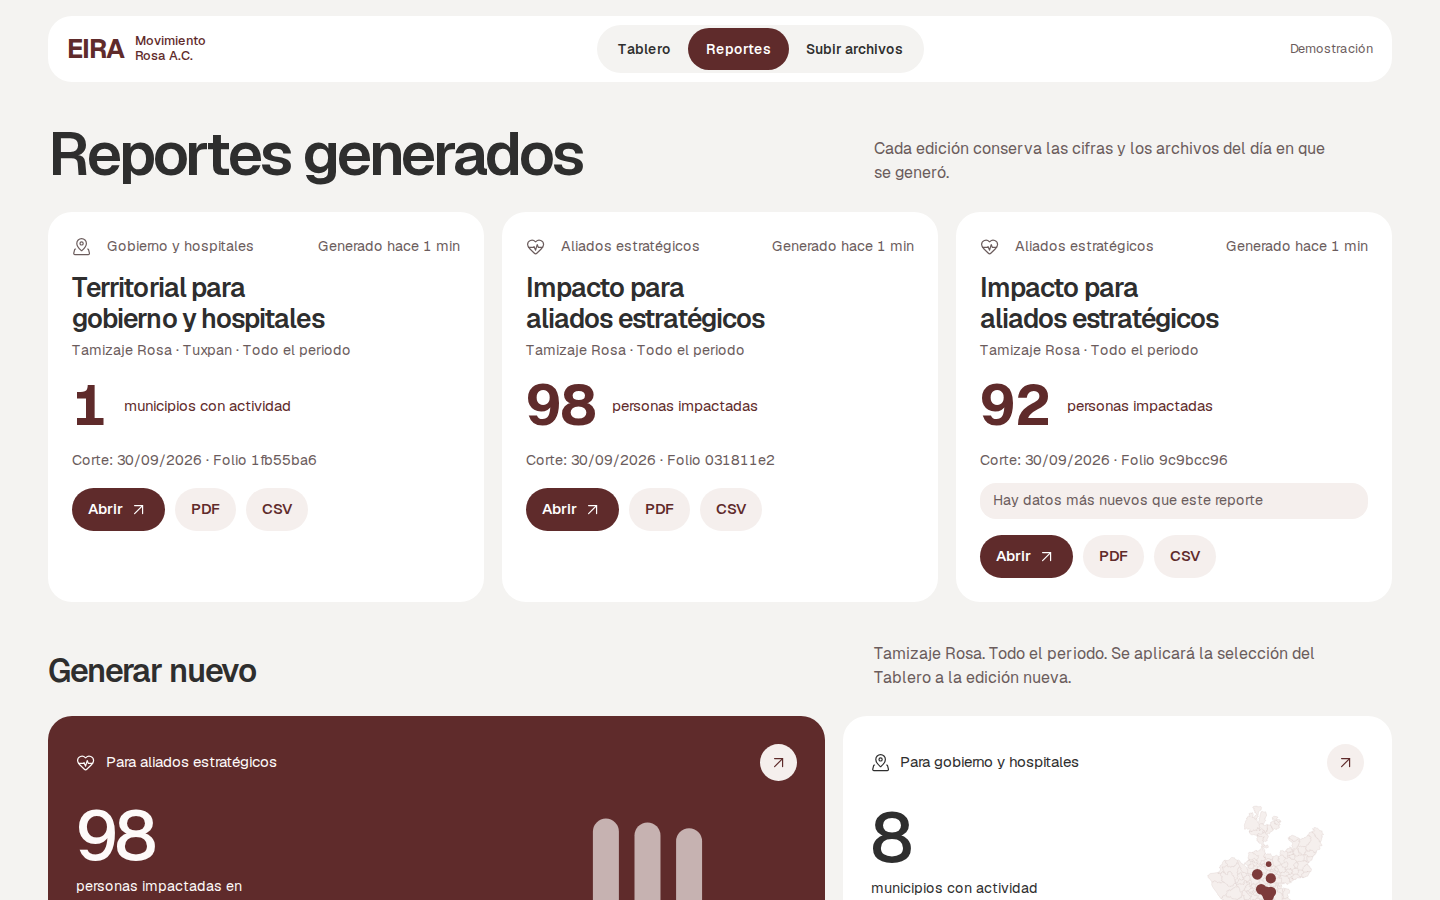 EIRA
Movimiento
Rosa A.C.
Tablero
Reportes
Subir archivos
Demostración
Reportes generados
Cada edición conserva las cifras y los archivos del día en que
se generó.
Gobierno y hospitales
Generado hace 1 min
Territorial para
gobierno y hospitales
Tamizaje Rosa · Tuxpan · Todo el periodo
1 municipios con actividad
Corte: 30/09/2026 · Folio 1fb55ba6
Abrir
PDF
CSV
Aliados estratégicos
Generado hace 1 min
Impacto para
aliados estratégicos
Tamizaje Rosa · Todo el periodo
98 personas impactadas
Corte: 30/09/2026 · Folio 031811e2
Abrir
PDF
CSV
Aliados estratégicos
Generado hace 1 min
Impacto para
aliados estratégicos
Tamizaje Rosa · Todo el periodo
92 personas impactadas
Corte: 30/09/2026 · Folio 9c9bcc96
Hay datos más nuevos que este reporte
Abrir
PDF
CSV
Generar nuevo
Tamizaje Rosa. Todo el periodo. Se aplicará la selección del
Tablero a la edición nueva.
Para aliados estratégicos
98
personas impactadas en
Para gobierno y hospitales
8
municipios con actividad